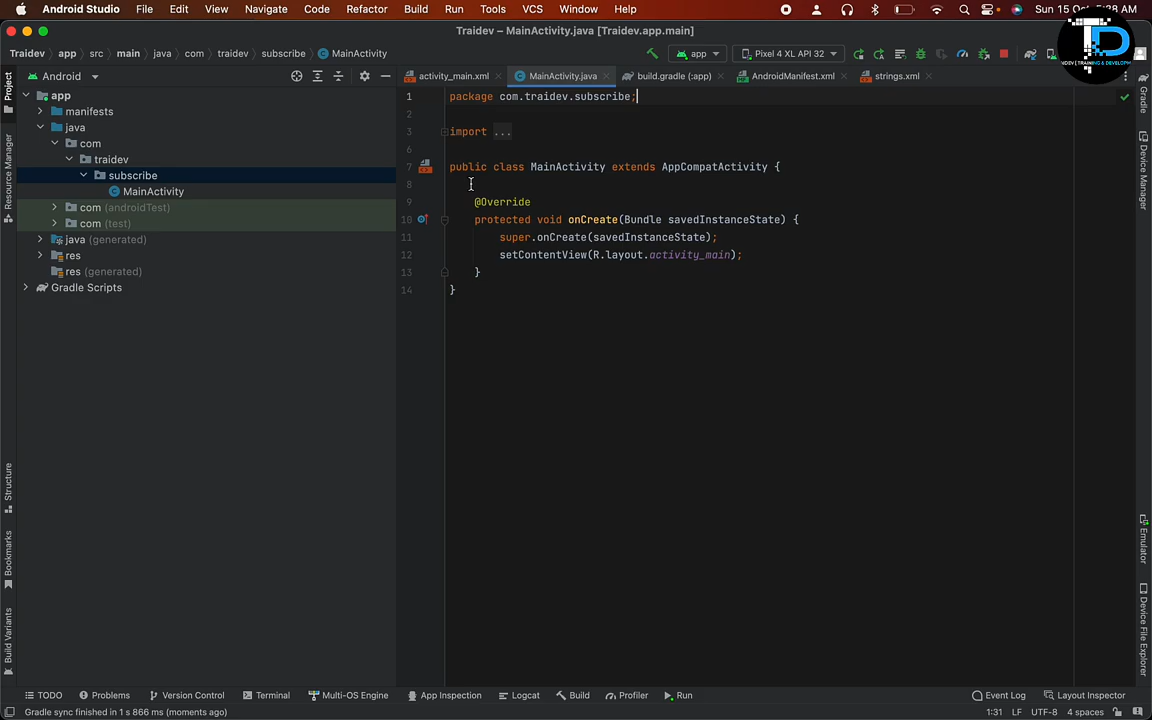 Android Studio File Edit View Navigate Code Refactor Build Run Tools VCS Window Help Sun 15 Oct
Traidev – MainActivity.java [Traidev.app.main]
Traidev app src main java com traidev subscribe MainActivity app Pixel 4 XL API 32
TD
Android activity_main.xml MainActivity.java build.gradle (:app) AndroidManifest.xml strings.xml
Project
Resource Manager
Structure
Bookmarks
Build Variants
app
manifests
java
com
traidev
subscribe
MainActivity
com (androidTest)
com (test)
java (generated)
res
res (generated)
Gradle Scripts
1 package com.traidev.subscribe;
2
3 import ...
6
7 public class MainActivity extends AppCompatActivity {
8
9 @Override
10 protected void onCreate(Bundle savedInstanceState) {
11 super.onCreate(savedInstanceState);
12 setContentView(R.layout.activity_main);
13 }
14 }
Gradle
Device Manager
Emulator
Device File Explorer
TODO Problems Version Control Terminal Multi-OS Engine App Inspection Logcat Build Profiler Run Event Log Layout Inspector
Gradle sync finished in 1 s 866 ms (moments ago) 1:31 LF UTF-8 4 spaces